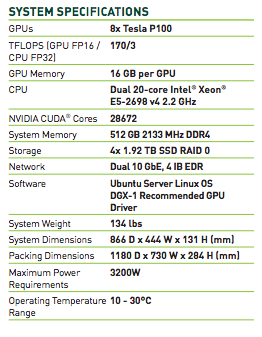 SYSTEM SPECIFICATIONS
GPUs 8x Tesla P100
TFLOPS (GPU FP16 / 170/3
CPU FP32)
GPU Memory 16 GB per GPU
CPU Dual 20-core Intel® Xeon®
E5-2698 v4 2.2 GHz
NVIDIA CUDA® Cores 28672
System Memory 512 GB 2133 MHz DDR4
Storage 4x 1.92 TB SSD RAID 0
Network Dual 10 GbE, 4 IB EDR
Software Ubuntu Server Linux OS
DGX-1 Recommended GPU
Driver
System Weight 134 lbs
System Dimensions 866 D x 444 W x 131 H (mm)
Packing Dimensions 1180 D x 730 W x 284 H (mm)
Maximum Power 3200W
Requirements
Operating Temperature 10 - 30°C
Range